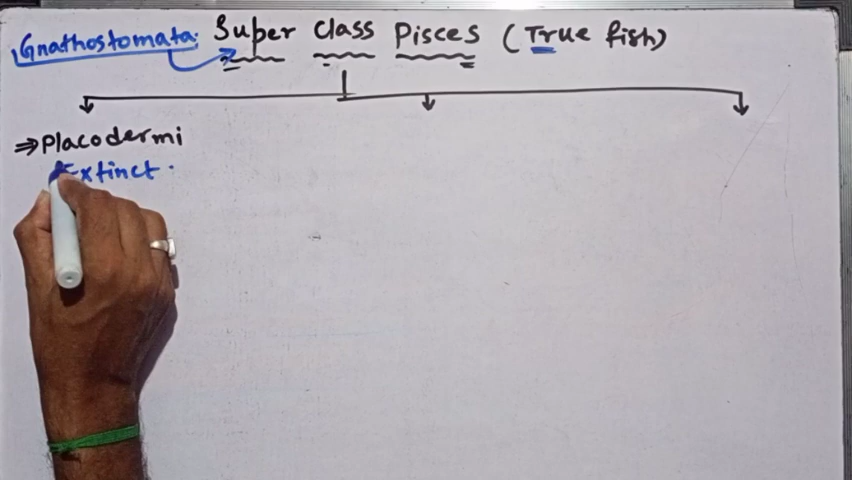 Gnathostomata: Super Class Pisces (True fish)
⇒ Placodermi
Extinct.